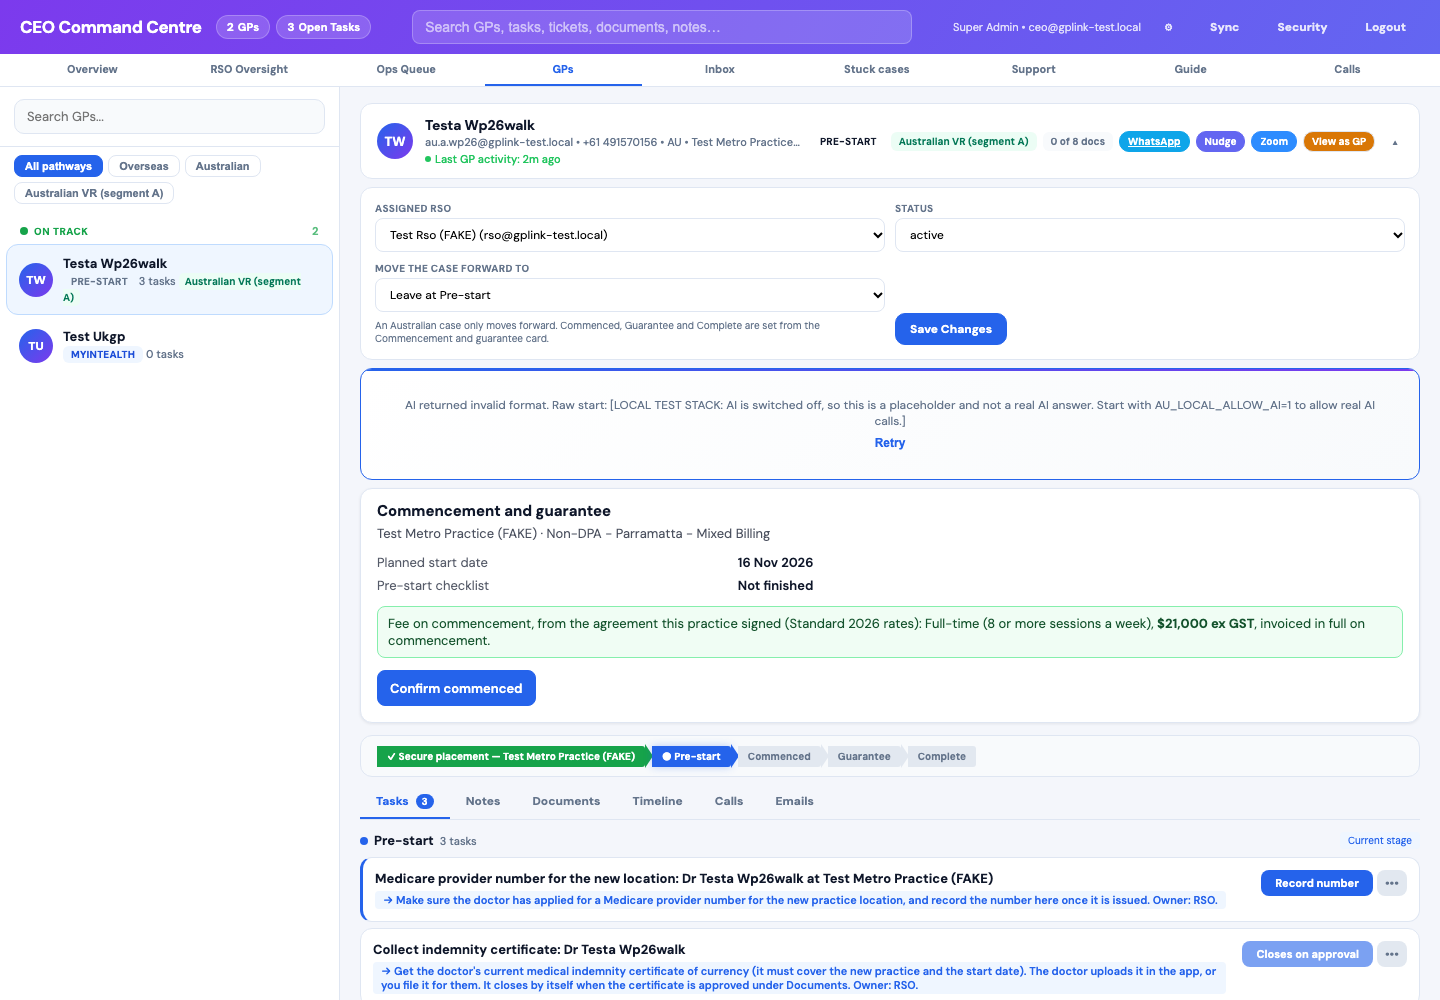 CEO Command Centre
2 GPs
3 Open Tasks
Search GPs, tasks, tickets, documents, notes…
Super Admin • ceo@gplink-test.local
Sync
Security
Logout
Overview
RSO Oversight
Ops Queue
GPs
Inbox
Stuck cases
Support
Guide
Calls
Search GPs...
All pathways
Overseas
Australian
Australian VR (segment A)
ON TRACK
2
TW
Testa Wp26walk
PRE-START 3 tasks Australian VR (segment
A)
TU
Test Ukgp
MYINTEALTH 0 tasks
TW
Testa Wp26walk
au.a.wp26@gplink-test.local • +61 491570156 • AU • Test Metro Practice…
Last GP activity: 2m ago
PRE-START
Australian VR (segment A)
0 of 8 docs
WhatsApp
Nudge
Zoom
View as GP
ASSIGNED RSO
Test Rso (FAKE) (rso@gplink-test.local)
STATUS
active
MOVE THE CASE FORWARD TO
Leave at Pre-start
An Australian case only moves forward. Commenced, Guarantee and Complete are set from the
Commencement and guarantee card.
Save Changes
AI returned invalid format. Raw start: [LOCAL TEST STACK: AI is switched off, so this is a placeholder and not a real AI answer. Start with AU_LOCAL_ALLOW_AI=1 to allow real AI
calls.]
Retry
Commencement and guarantee
Test Metro Practice (FAKE) · Non-DPA - Parramatta - Mixed Billing
Planned start date
16 Nov 2026
Pre-start checklist
Not finished
Fee on commencement, from the agreement this practice signed (Standard 2026 rates): Full-time (8 or more sessions a week), $21,000 ex GST, invoiced in full on
commencement.
Confirm commenced
✓ Secure placement — Test Metro Practice (FAKE)
Pre-start
Commenced
Guarantee
Complete
Tasks 3
Notes
Documents
Timeline
Calls
Emails
Pre-start 3 tasks
Current stage
Medicare provider number for the new location: Dr Testa Wp26walk at Test Metro Practice (FAKE)
→ Make sure the doctor has applied for a Medicare provider number for the new practice location, and record the number here once it is issued. Owner: RSO.
Record number
•••
Collect indemnity certificate: Dr Testa Wp26walk
→ Get the doctor's current medical indemnity certificate of currency (it must cover the new practice and the start date). The doctor uploads it in the app, or
you file it for them. It closes by itself when the certificate is approved under Documents. Owner: RSO.
Closes on approval
•••